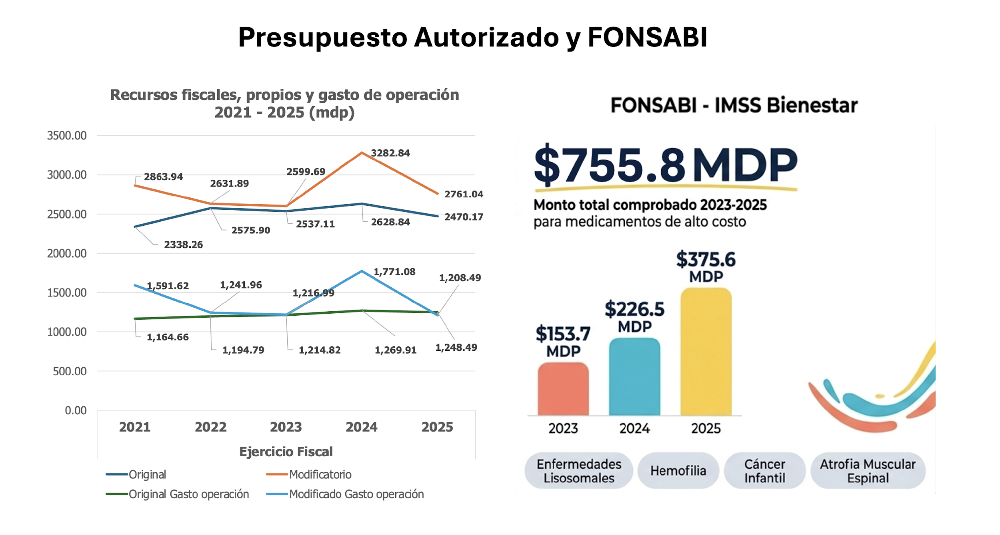 Presupuesto Autorizado y FONSABI
Recursos fiscales, propios y gasto de operación
2021 - 2025 (mdp)
3500.00
3000.00
2500.00
2000.00
1500.00
1000.00
500.00
0.00
2863.94
2631.89
2599.69
3282.84
2761.04
2338.26
2575.90
2537.11
2628.84
2470.17
1,591.62
1,241.96
1,216.99
1,771.08
1,208.49
1,164.66
1,194.79
1,214.82
1,269.91
1,248.49
2021
2022
2023
2024
2025
Ejercicio Fiscal
Original
Modificatorio
Original Gasto operación
Modificado Gasto operación
FONSABI - IMSS Bienestar
$755.8 MDP
Monto total comprobado 2023-2025
para medicamentos de alto costo
$153.7
MDP
$226.5
MDP
$375.6
MDP
2023
2024
2025
Enfermedades
Lisosomales
Hemofilia
Cáncer
Infantil
Atrofia Muscular
Espinal